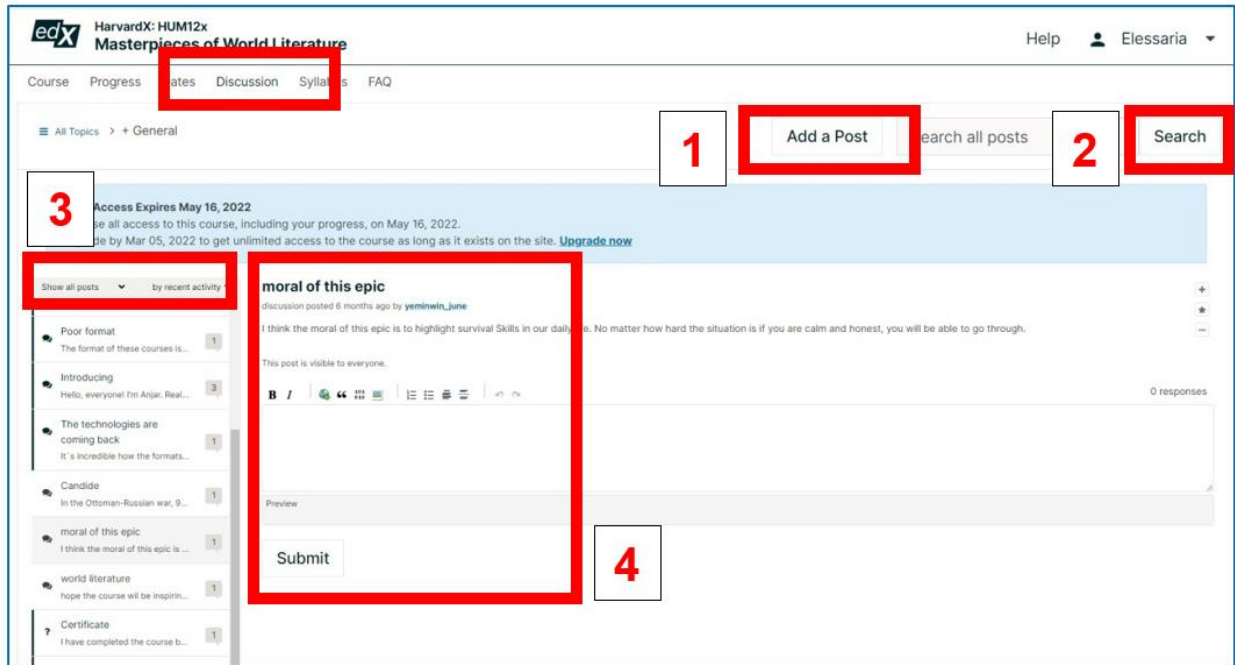 edX
HarvardX: HUM12x
Masterpieces of World Literature
Help
Elessaria
Course Progress ates Discussion Syllab s FAQ
All Topics > + General
1
Add a Post
earch all posts
2
Search
3
Access Expires May 16, 2022
se all access to this course, including your progress, on May 16, 2022.
de by Mar 05, 2022 to get unlimited access to the course as long as it exists on the site. Upgrade now
Show all posts
by recent activity
Poor format
The format of these courses is...
1
Introducing
Hello, everyone! I'm Anjar. Real...
3
The technologies are
coming back
It´s incredible how the formats...
1
Candide
In the Ottoman-Russian war, 9...
1
moral of this epic
I think the moral of this epic is ...
1
world literature
hope the course wil be inspirin...
1
? Certificate
I have completed the course b...
1
moral of this epic
discussion posted 6 months ago by yeminwin_june
I think the moral of this epic is to highlight survival Skills in our daily e. No matter how hard the situation is if you are calm and honest, you will be able to go through.
This post is visible to everyone.
B I
0 responses
Preview
Submit
4